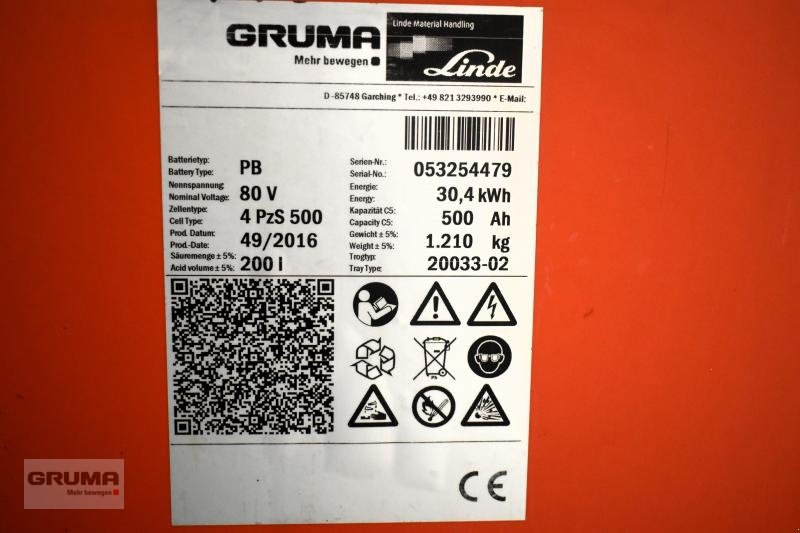 GRUMA
Mehr bewegen
Linde Material Handling
Linde
D -85748 Garching * Tel.: +49 821 3293990 * E-Mail:
Batterietyp:
Battery Type: PB
Nennspannung
Nominal Voltage: 80 V
Zellentype:
Cell Type: 4 PzS 500
Prod. Datum:
Prod.-Date: 49/2016
Säuremenge ± 5%:
Acid volume ± 5%: 200 l
Serien-Nr.:
Serial-No.: 053254479
Energie:
Energy: 30,4 kWh
Kapazität C5:
Capacity C5: 500 Ah
Gewicht ± 5%:
Weight ± 5%: 1.210 kg
Trogtyp:
Tray Type: 20033-02
Pb
CE
GRUMA
Mehr bewegen